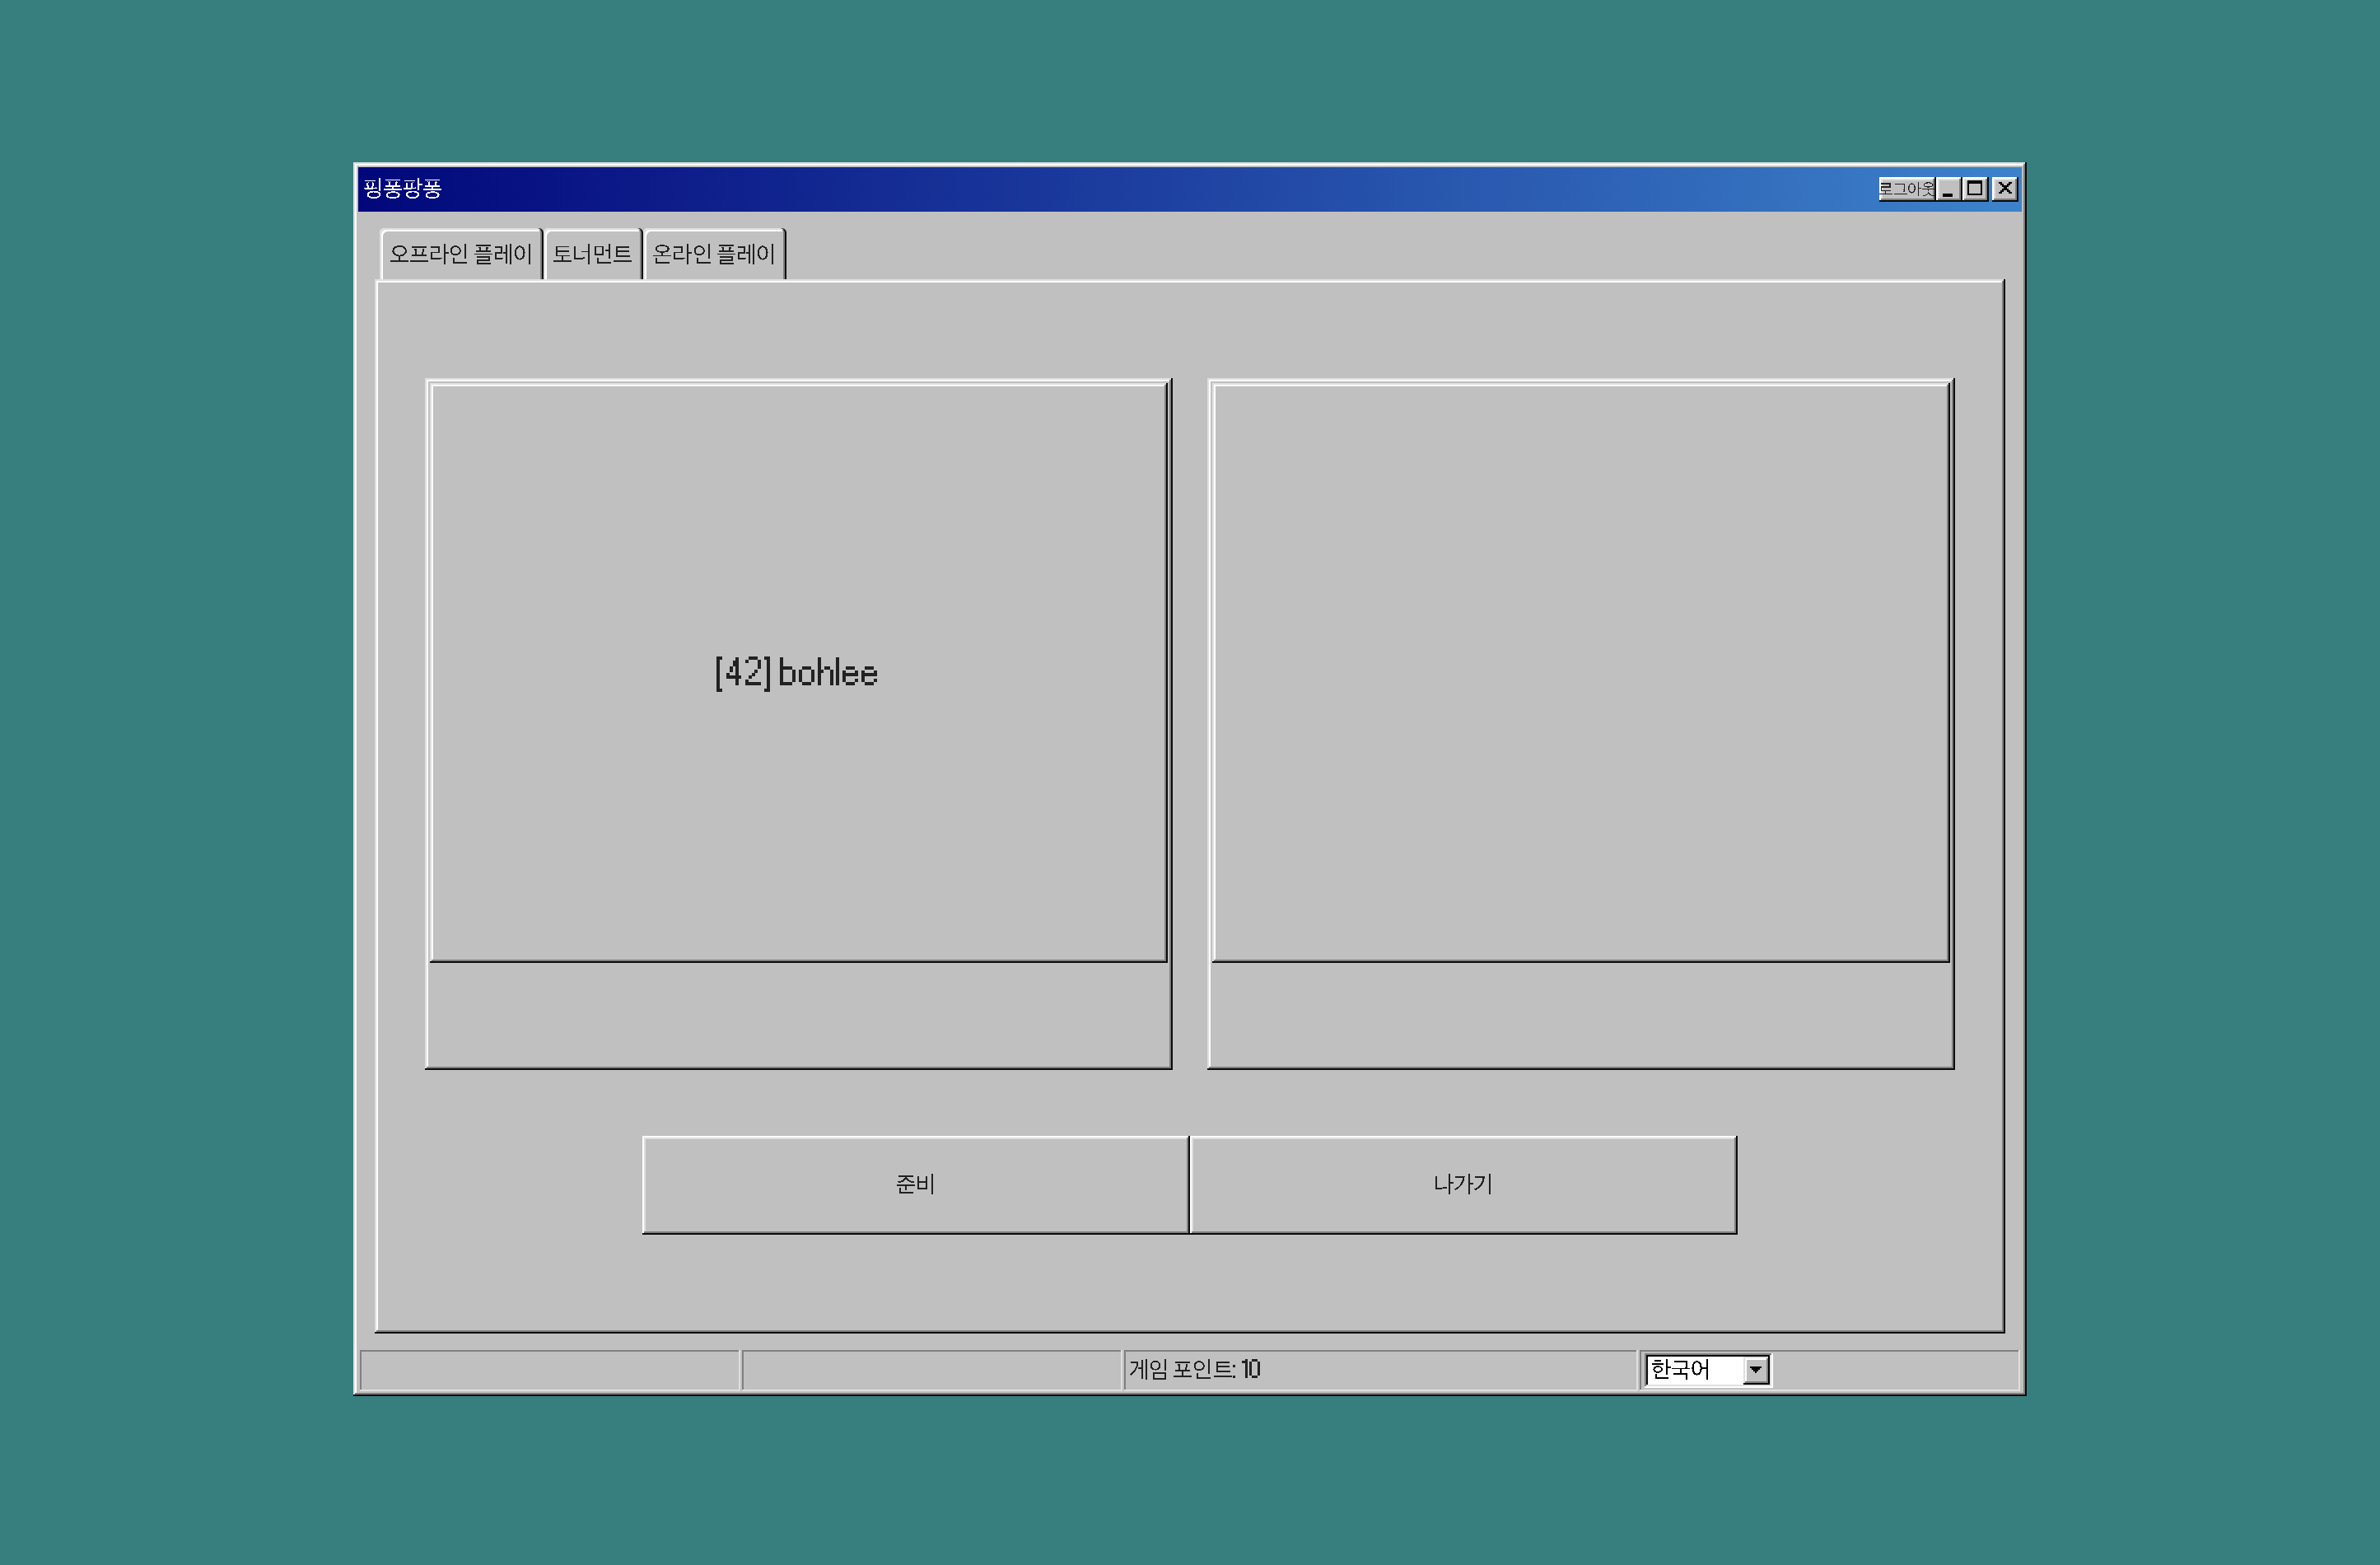 핑퐁팡퐁
로그아웃
오프라인 플레이 토너먼트 온라인 플레이
[42] bohlee
준비 나가기
게임 포인트: 10 한국어